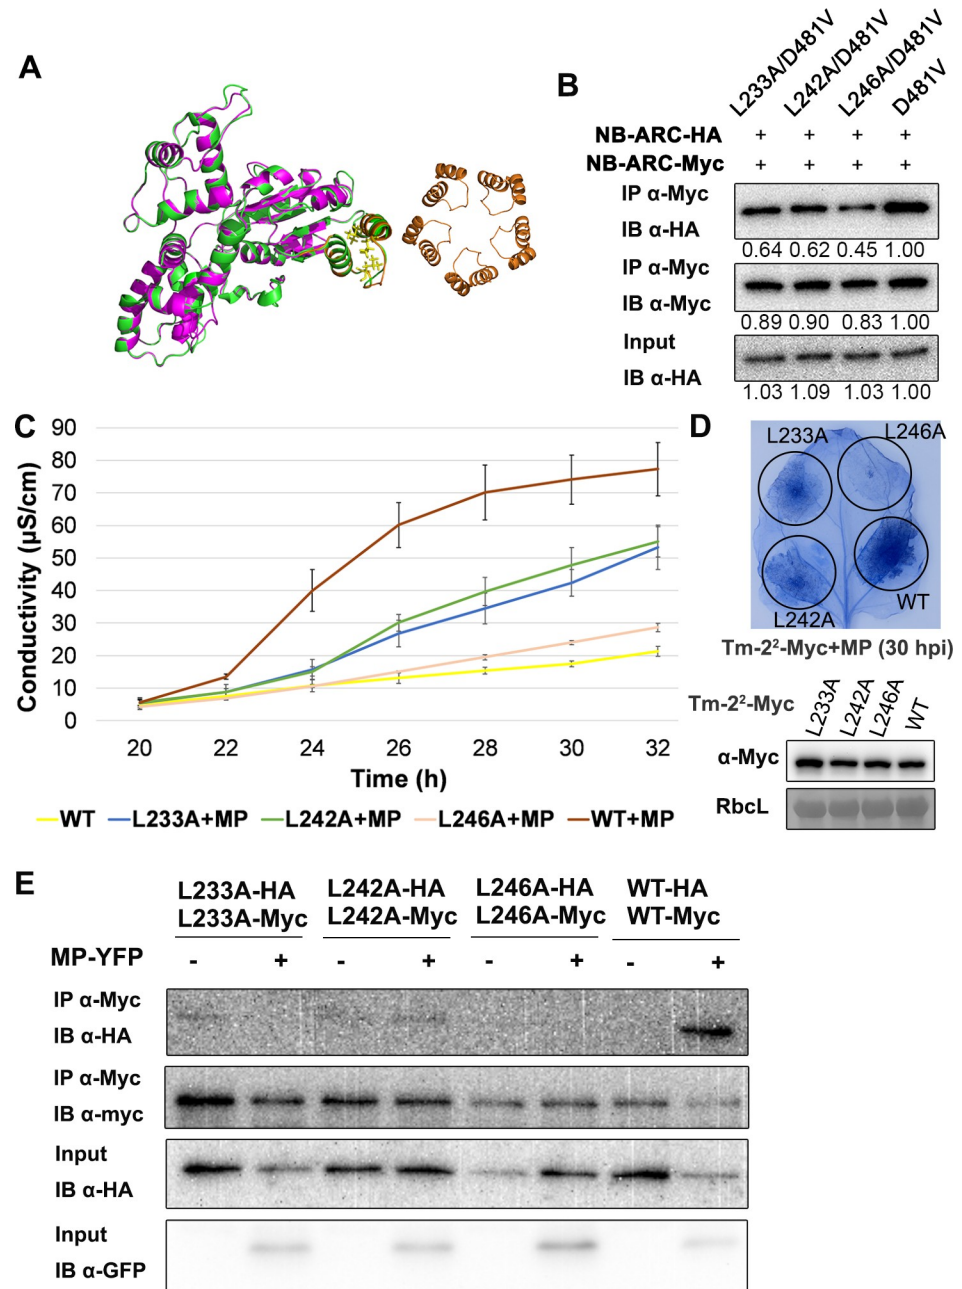 A
B
L233A/D481V
L242A/D481V
L246A/D481V
D481V
NB-ARC-HA + + + +
NB-ARC-Myc + + + +
IP α-Myc
IB α-HA
0.64 0.62 0.45 1.00
IP α-Myc
IB α-Myc
0.89 0.90 0.83 1.00
Input
IB α-HA
1.03 1.09 1.03 1.00
C
Conductivity (µS/cm)
90
80
70
60
50
40
30
20
10
0
20 22 24 26 28 30 32
Time (h)
WT L233A+MP L242A+MP L246A+MP WT+MP
D
L233A L246A
L242A WT
Tm-2²-Myc+MP (30 hpi)
Tm-2²-Myc
L233A
L242A
L246A
WT
α-Myc
RbcL
E
L233A-HA L242A-HA L246A-HA WT-HA
L233A-Myc L242A-Myc L246A-Myc WT-Myc
MP-YFP - + - + - + - +
IP α-Myc
IB α-HA
IP α-Myc
IB α-myc
Input
IB α-HA
Input
IB α-GFP